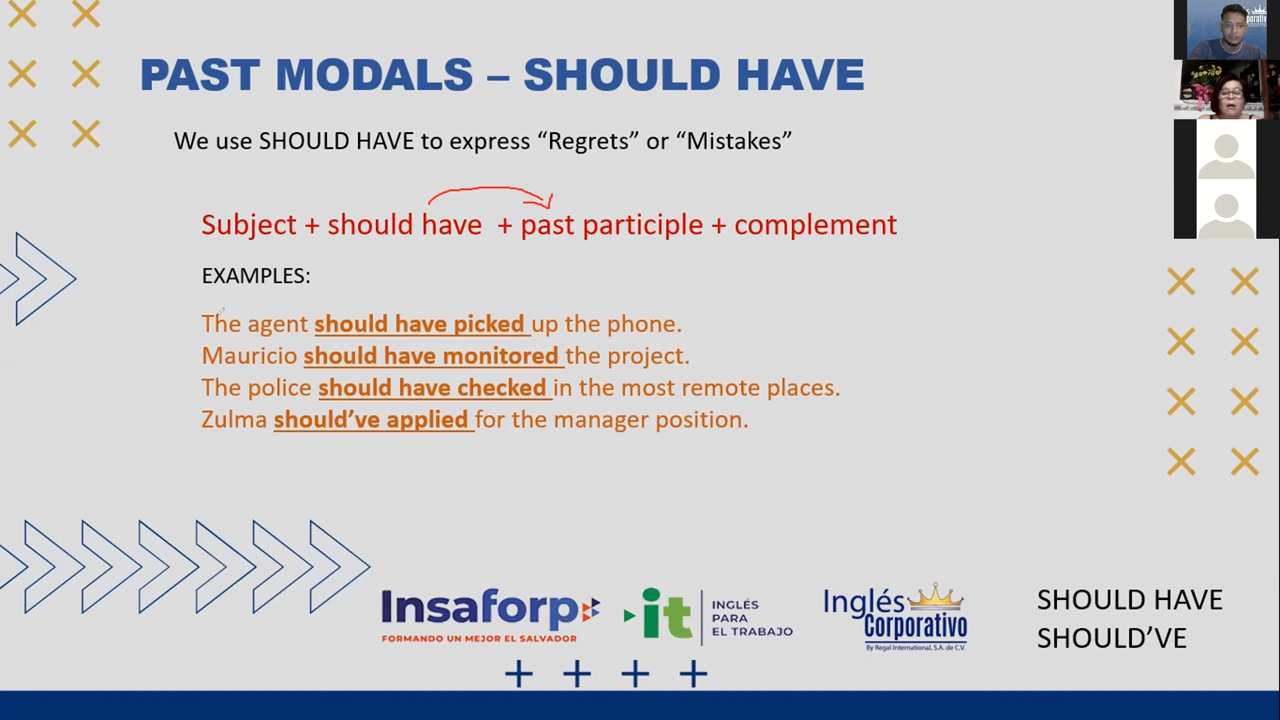 PAST MODALS – SHOULD HAVE
We use SHOULD HAVE to express “Regrets” or “Mistakes”
Subject + should have + past participle + complement
EXAMPLES:
The agent should have picked up the phone.
Mauricio should have monitored the project.
The police should have checked in the most remote places.
Zulma should’ve applied for the manager position.
Insaforp
FORMANDO UN MEJOR EL SALVADOR
it
INGLÉS
PARA
EL TRABAJO
Inglés
Corporativo
By Regal International, S.A. de C.V.
SHOULD HAVE
SHOULD’VE